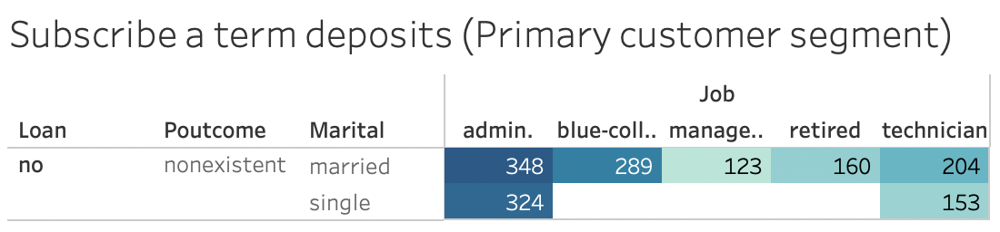 Subscribe a term deposits (Primary customer segment)
Job
Loan Poutcome Marital admin. blue-coll.. manage.. retired technician
no nonexistent married 348 289 123 160 204
single 324 153